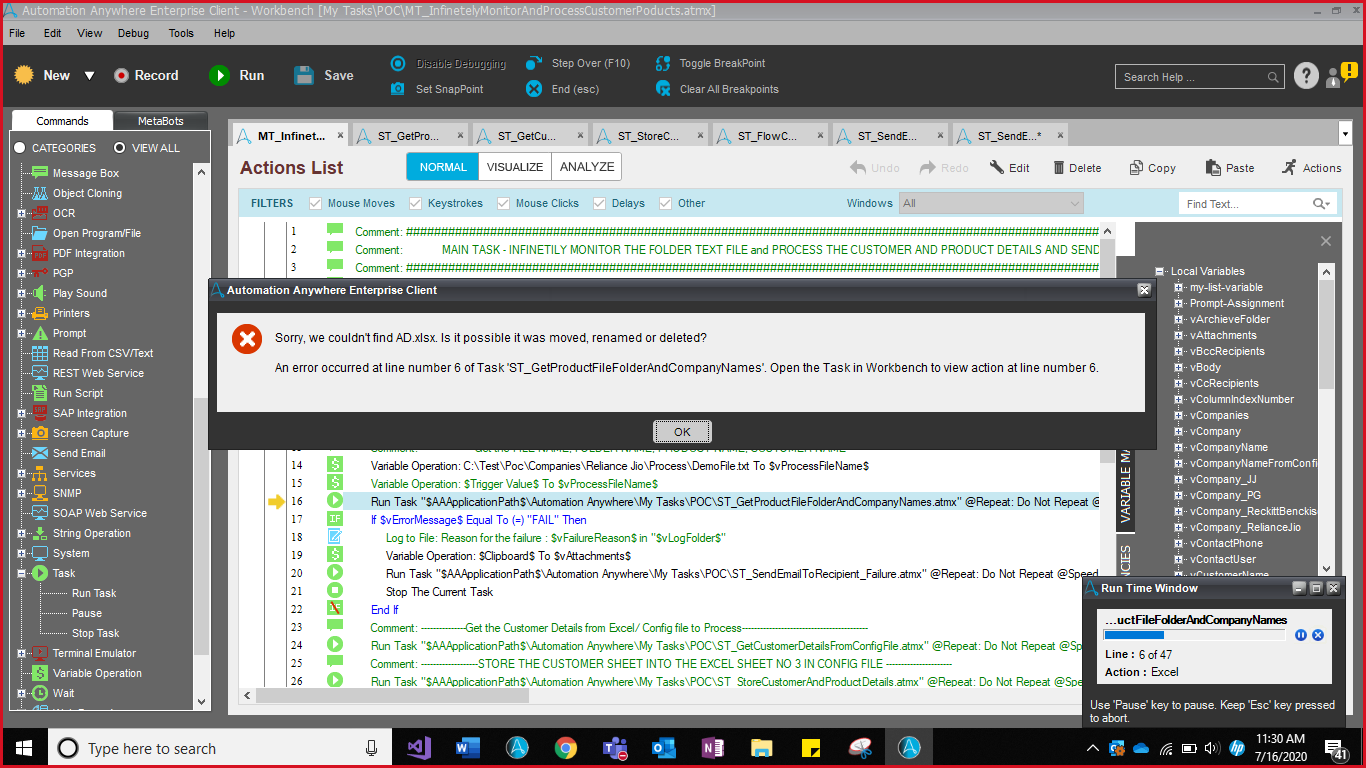 Automation Anywhere Enterprise Client - Workbench [My Tasks\POC\MT_InfinetelyMonitorAndProcessCustomerPoducts.atmx]
File Edit View Debug Tools Help
New Record Run Save
Disable Debugging Step Over (F10) Toggle BreakPoint
Set SnapPoint End (esc) Clear All Breakpoints
Search Help ...
Commands MetaBots
CATEGORIES VIEW ALL
Message Box
Object Cloning
OCR
Open Program/File
PDF Integration
PGP
Play Sound
Printers
Prompt
Read From CSV/Text
REST Web Service
Run Script
SAP Integration
Screen Capture
Send Email
Services
SNMP
SOAP Web Service
String Operation
System
Task
Run Task
Pause
Stop Task
Terminal Emulator
Variable Operation
Wait
MT_Infinet... ST_GetPro... ST_GetCu... ST_StoreC... ST_FlowC... ST_SendE... ST_SendE...*
Actions List NORMAL VISUALIZE ANALYZE Undo Redo Edit Delete Copy Paste Actions
FILTERS Mouse Moves Keystrokes Mouse Clicks Delays Other Windows All Find Text...
1 Comment: ####################################
2 Comment: MAIN TASK - INFINETILY MONITOR THE FOLDER TEXT FILE and PROCESS THE CUSTOMER AND PRODUCT DETAILS AND SEND
3 Comment: ####################################
Automation Anywhere Enterprise Client
Sorry, we couldn't find AD.xlsx. Is it possible it was moved, renamed or deleted?
An error occurred at line number 6 of Task 'ST_GetProductFileFolderAndCompanyNames'. Open the Task in Workbench to view action at line number 6.
OK
14 Variable Operation: C:\Test\Poc\Companies\Reliance Jio\Process\DemoFile.txt To $vProcessFileName$
15 Variable Operation: $Trigger Value$ To $vProcessFileName$
16 Run Task "$AAApplicationPath$\Automation Anywhere\My Tasks\POC\ST_GetProductFileFolderAndCompanyNames.atmx" @Repeat: Do Not Repeat @
17 If $vErrorMessage$ Equal To (=) "FAIL" Then
18 Log to File: Reason for the failure : $vFailureReason$ in "$vLogFolder$"
19 Variable Operation: $Clipboard$ To $vAttachments$
20 Run Task "$AAApplicationPath$\Automation Anywhere\My Tasks\POC\ST_SendEmailToRecipient_Failure.atmx" @Repeat: Do Not Repeat @Speed
21 Stop The Current Task
22 End If
23 Comment: ---------------Get the Customer Details from Excel/ Config file to Process------------------------------------------
24 Run Task "$AAApplicationPath$\Automation Anywhere\My Tasks\POC\ST_GetCustomerDetailsFromConfigFile.atmx" @Repeat: Do Not Repeat @Sp
25 Comment: -------------------STORE THE CUSTOMER SHEET INTO THE EXCEL SHEET NO 3 IN CONFIG FILE ----------------------
26 Run Task "$AAApplicationPath$\Automation Anywhere\My Tasks\POC\ST_StoreCustomerAndProductDetails.atmx" @Repeat: Do Not Repeat @Spee
VARIABLE MA
NCIES
Local Variables
my-list-variable
Prompt-Assignment
vArchieveFolder
vAttachments
vBccRecipients
vBody
vCcRecipients
vColumnIndexNumber
vCompanies
vCompany
vCompanyName
vCompanyNameFromConfi
vCompany_JJ
vCompany_PG
vCompany_ReckittBenckise
vCompany_RelianceJio
vContactPhone
vContactUser
vCustomerName
Run Time Window
...uctFileFolderAndCompanyNames
Line : 6 of 47
Action : Excel
Use 'Pause' key to pause. Keep 'Esc' key pressed
to abort.
Type here to search
11:30 AM
7/16/2020
41